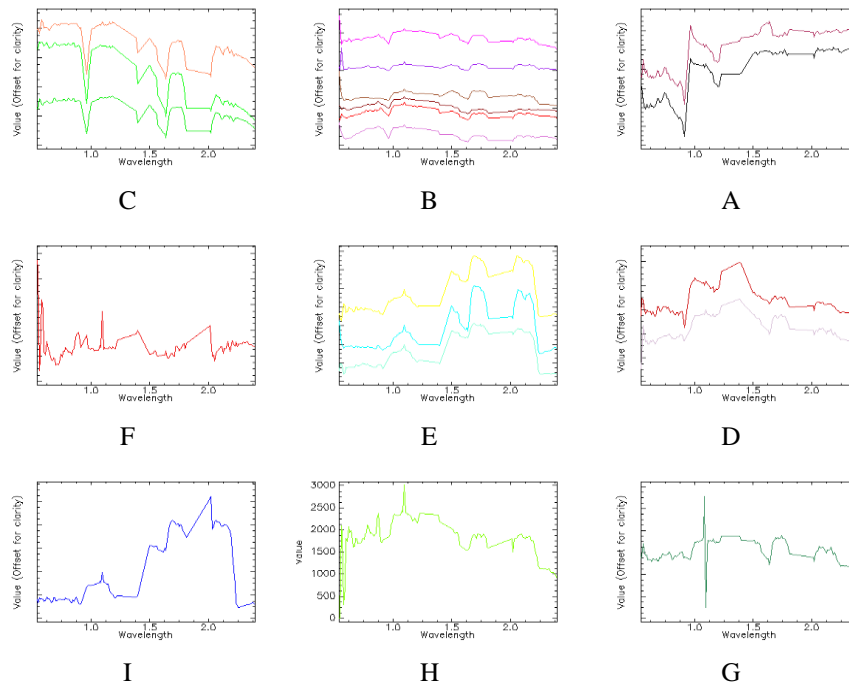 Value (Offset for clarity)
1.0 1.5 2.0
Wavelength
C
Value (Offset for clarity)
1.0 1.5 2.0
Wavelength
B
Value (Offset for clarity)
1.0 1.5 2.0
Wavelength
A
Value (Offset for clarity)
1.0 1.5 2.0
Wavelength
F
Value (Offset for clarity)
1.0 1.5 2.0
Wavelength
E
Value (Offset for clarity)
1.0 1.5 2.0
Wavelength
D
Value (Offset for clarity)
1.0 1.5 2.0
Wavelength
I
Value
3000
2500
2000
1500
1000
500
0
1.0 1.5 2.0
Wavelength
H
Value (Offset for clarity)
1.0 1.5 2.0
Wavelength
G